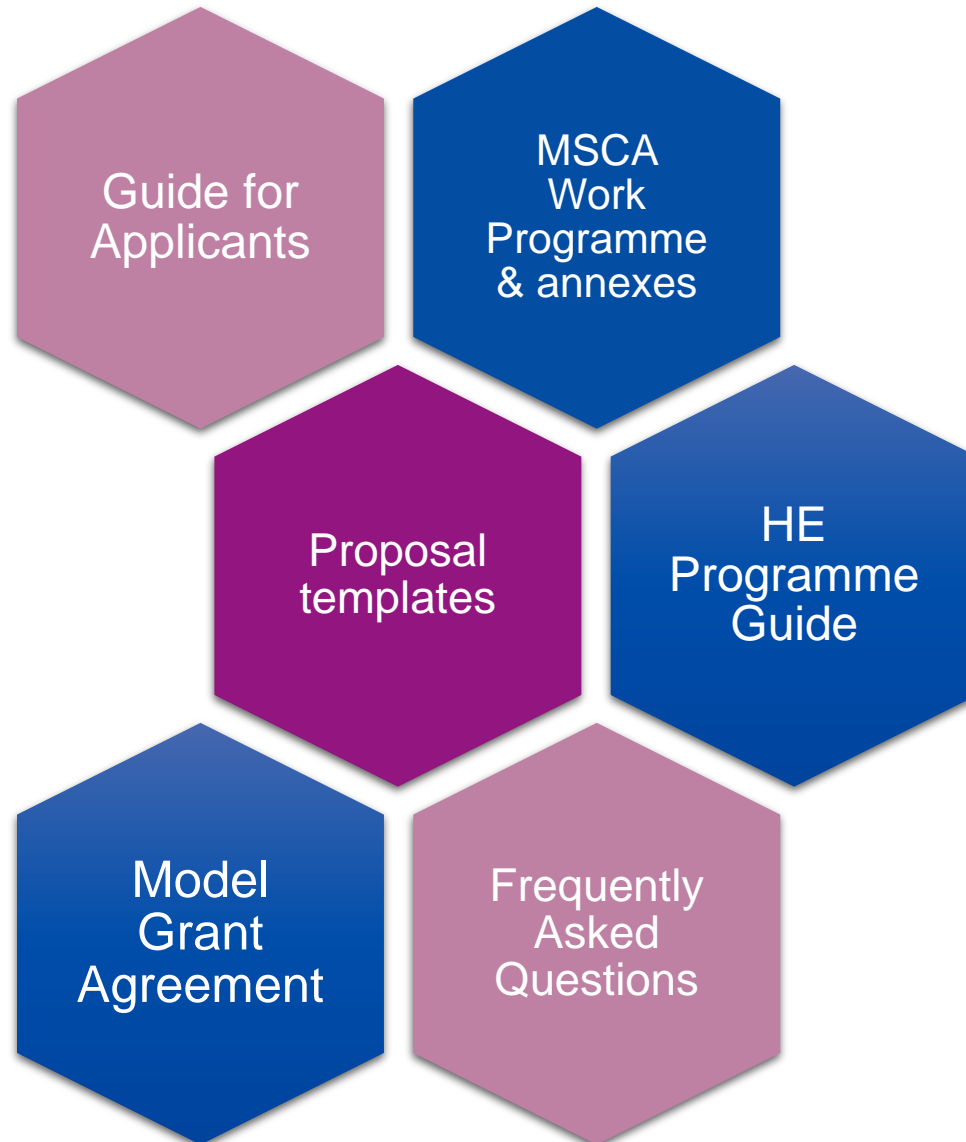 Guide for
Applicants
MSCA
Work
Programme
& annexes
Proposal
templates
HE
Programme
Guide
Model
Grant
Agreement
Frequently
Asked
Questions